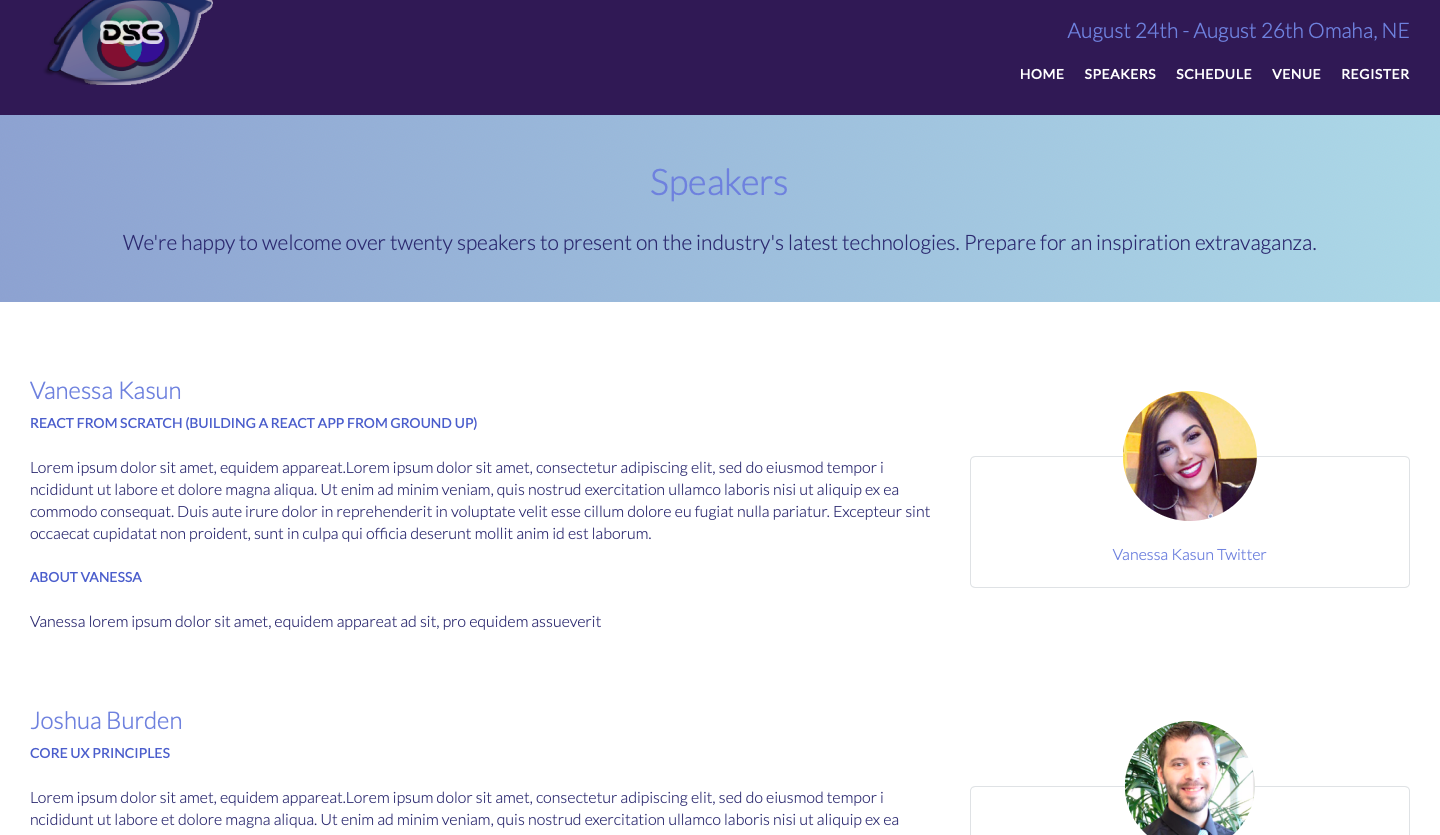 DSC
August 24th - August 26th Omaha, NE
HOME SPEAKERS SCHEDULE VENUE REGISTER
Speakers
We're happy to welcome over twenty speakers to present on the industry's latest technologies. Prepare for an inspiration extravaganza.
Vanessa Kasun
REACT FROM SCRATCH (BUILDING A REACT APP FROM GROUND UP)
Lorem ipsum dolor sit amet, equidem appareat.Lorem ipsum dolor sit amet, consectetur adipiscing elit, sed do eiusmod tempor i
ncididunt ut labore et dolore magna aliqua. Ut enim ad minim veniam, quis nostrud exercitation ullamco laboris nisi ut aliquip ex ea
commodo consequat. Duis aute irure dolor in reprehenderit in voluptate velit esse cillum dolore eu fugiat nulla pariatur. Excepteur sint
occaecat cupidatat non proident, sunt in culpa qui officia deserunt mollit anim id est laborum.
ABOUT VANESSA
Vanessa lorem ipsum dolor sit amet, equidem appareat ad sit, pro equidem assueverit
Vanessa Kasun Twitter
Joshua Burden
CORE UX PRINCIPLES
Lorem ipsum dolor sit amet, equidem appareat.Lorem ipsum dolor sit amet, consectetur adipiscing elit, sed do eiusmod tempor i
ncididunt ut labore et dolore magna aliqua. Ut enim ad minim veniam, quis nostrud exercitation ullamco laboris nisi ut aliquip ex ea